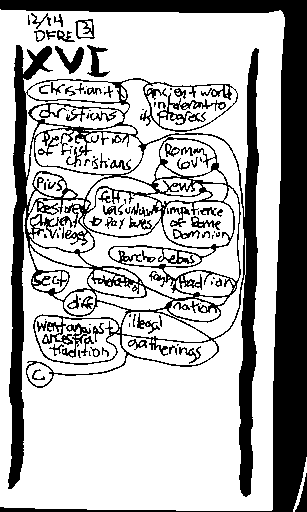 12/14
DFRE [3]
XVI
Christianity
ancient world
intolerant to
its Progress
Christians
Persecution
of first
Christians
Roman
Gov't
Pius
Jews
Restored
Ancient
Privileges
felt it
was unlawful
to pay taxes
impatience
of Rome
Dominion
Barchochebas
Sect
tolerated
Hadrian
diff
nation
went against
ancestral
tradition
illegal
gatherings
C